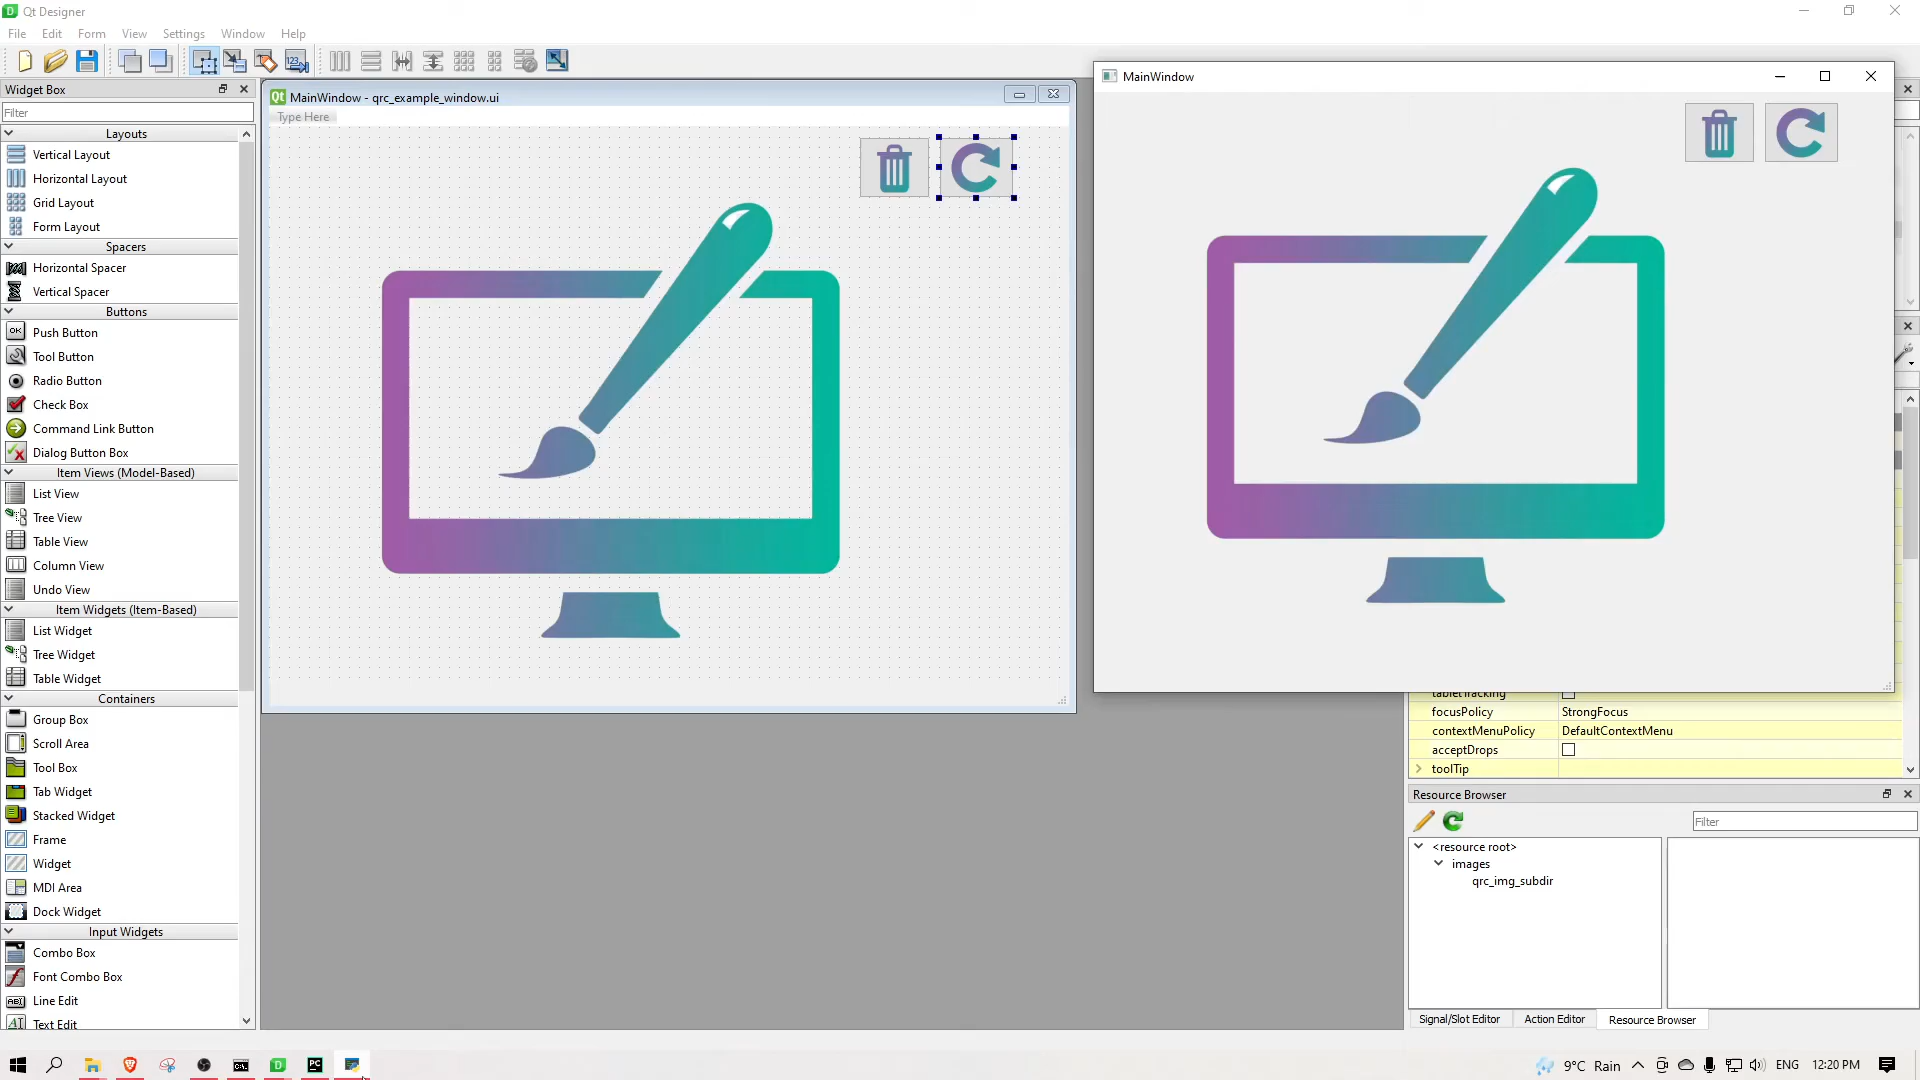 Qt Designer
File Edit Form View Settings Window Help
Widget Box
Filter
Layouts
Vertical Layout
Horizontal Layout
Grid Layout
Form Layout
Spacers
Horizontal Spacer
Vertical Spacer
Buttons
Push Button
Tool Button
Radio Button
Check Box
Command Link Button
Dialog Button Box
Item Views (Model-Based)
List View
Tree View
Table View
Column View
Undo View
Item Widgets (Item-Based)
List Widget
Tree Widget
Table Widget
Containers
Group Box
Scroll Area
Tool Box
Tab Widget
Stacked Widget
Frame
Widget
MDI Area
Dock Widget
Input Widgets
Combo Box
Font Combo Box
Line Edit
Text Edit
MainWindow - qrc_example_window.ui
Type Here
MainWindow
tabletTracking
focusPolicy StrongFocus
contextMenuPolicy DefaultContextMenu
acceptDrops
toolTip
Resource Browser
Filter
<resource root>
images
qrc_img_subdir
Signal/Slot Editor Action Editor Resource Browser
9°C Rain ENG 12:20 PM